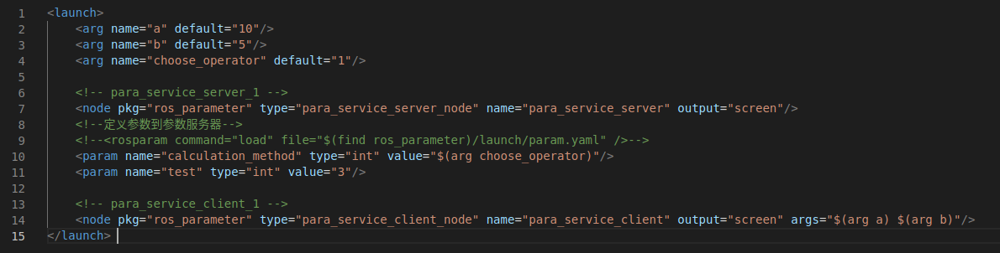 1 <launch>
2 <arg name="a" default="10"/>
3 <arg name="b" default="5"/>
4 <arg name="choose_operator" default="1"/>
5
6 <!-- para_service_server_1 -->
7 <node pkg="ros_parameter" type="para_service_server_node" name="para_service_server" output="screen"/>
8 <!--定义参数到参数服务器-->
9 <!--<rosparam command="load" file="$(find ros_parameter)/launch/param.yaml" />-->
10 <param name="calculation_method" type="int" value="$(arg choose_operator)"/>
11 <param name="test" type="int" value="3"/>
12
13 <!-- para_service_client_1 -->
14 <node pkg="ros_parameter" type="para_service_client_node" name="para_service_client" output="screen" args="$(arg a) $(arg b)"/>
15 </launch>